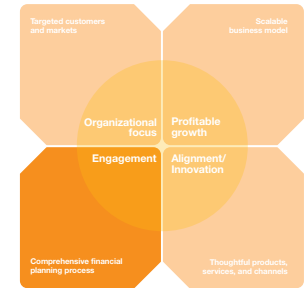 Targeted customers
and markets
Scalable
business model
Organizational
focus
Profitable
growth
Engagement
Alignment/
Innovation
Comprehensive financial
planning process
Thoughtful products,
services, and channels